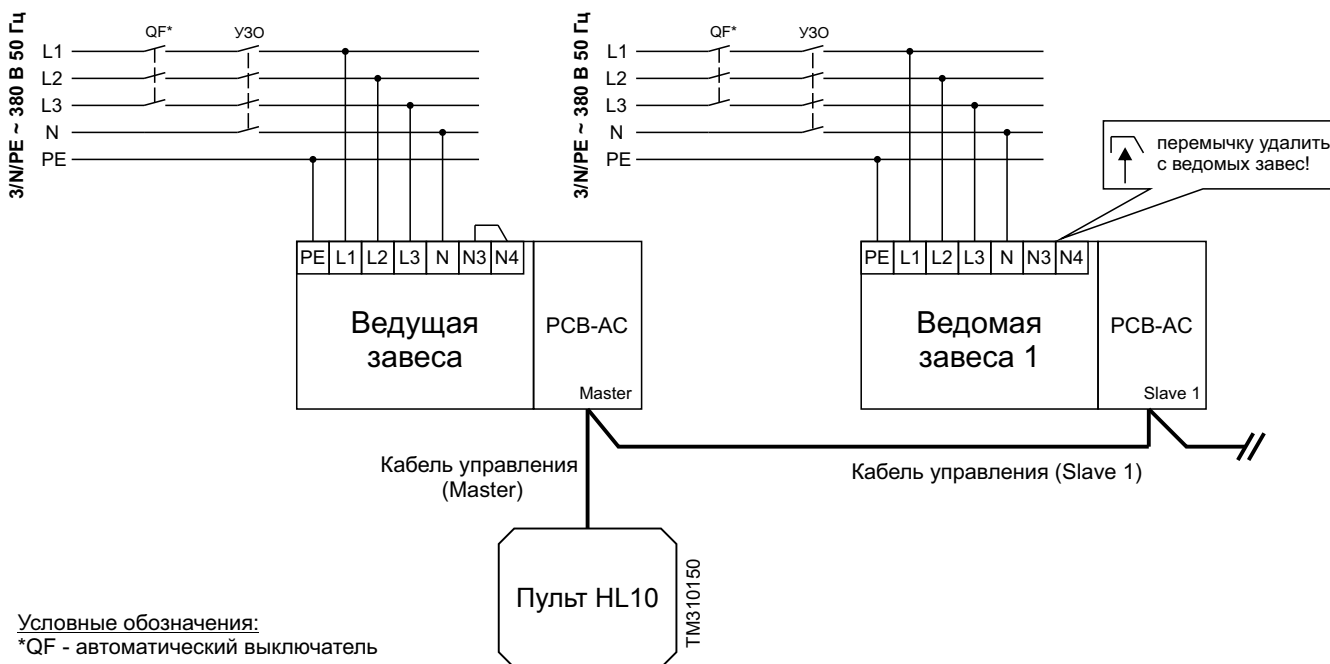 3/N/PE ~ 380 В 50 Гц
QF* УЗО
L1
L2
L3
N
PE
PE L1 L2 L3 N N3 N4
Ведущая
завеса
PCB-AC
Master
3/N/PE ~ 380 В 50 Гц
QF* УЗО
L1
L2
L3
N
PE
перемычку удалить
с ведомых завес!
PE L1 L2 L3 N N3 N4
Ведомая
завеса 1
PCB-AC
Slave 1
Кабель управления
(Master)
Кабель управления (Slave 1)
Пульт HL10
TM310150
Условные обозначения:
*QF - автоматический выключатель